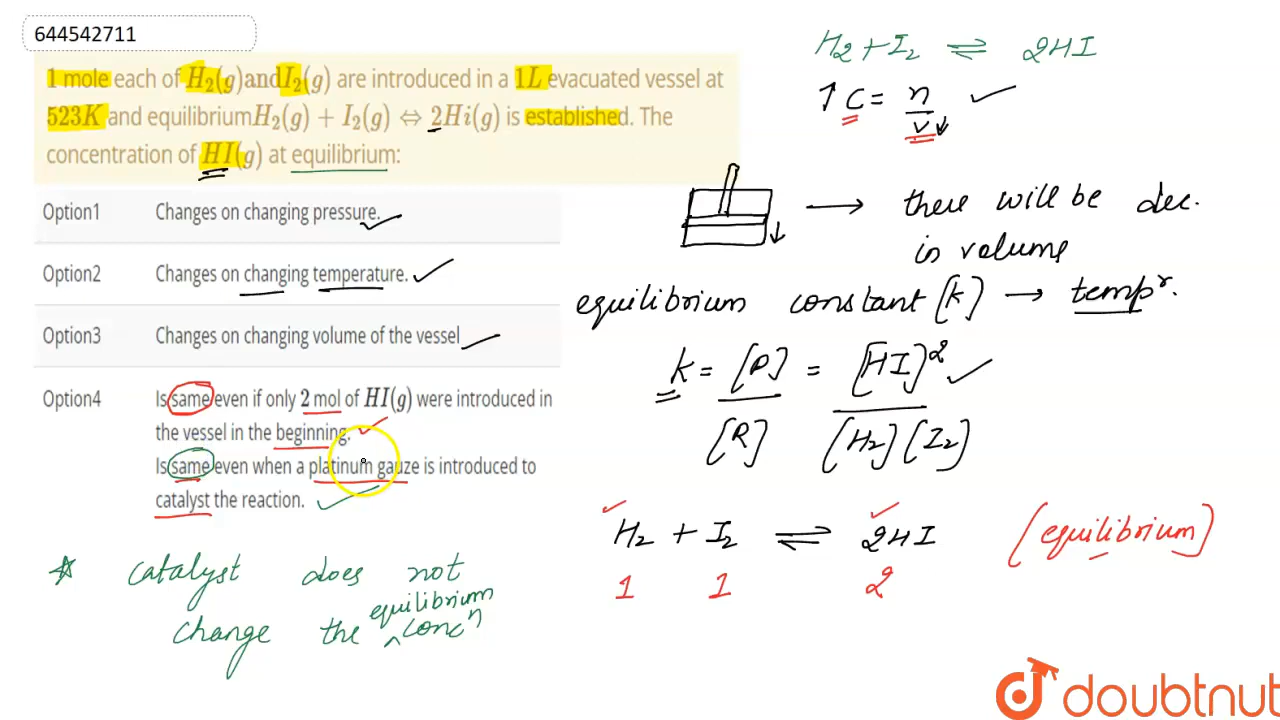 644542711
1 mole each of H₂(g)andI₂(g) are introduced in a 1L evacuated vessel at
523K and equilibriumH₂(g) + I₂(g) ⇔ 2Hi(g) is established. The
concentration of HI(g) at equilibrium:
Option1 Changes on changing pressure.
Option2 Changes on changing temperature.
Option3 Changes on changing volume of the vessel
Option4 Is same even if only 2 mol of HI(g) were introduced in
the vessel in the beginning.
Is same even when a platinum gauze is introduced to
catalyst the reaction.
☆ catalyst does not
change the ^ equilibrium concⁿ
H₂ + I₂ ⇌ 2HI
↑ C = n/v↓ ✓
↓ → there will be dec.
in volume
equilibrium constant [k] → tempʳ.
k = [P]/[R] = [HI]²/[H₂][I₂] ✓
H₂ + I₂ ⇌ 2HI [equilibrium]
1 1 2
doubtnut